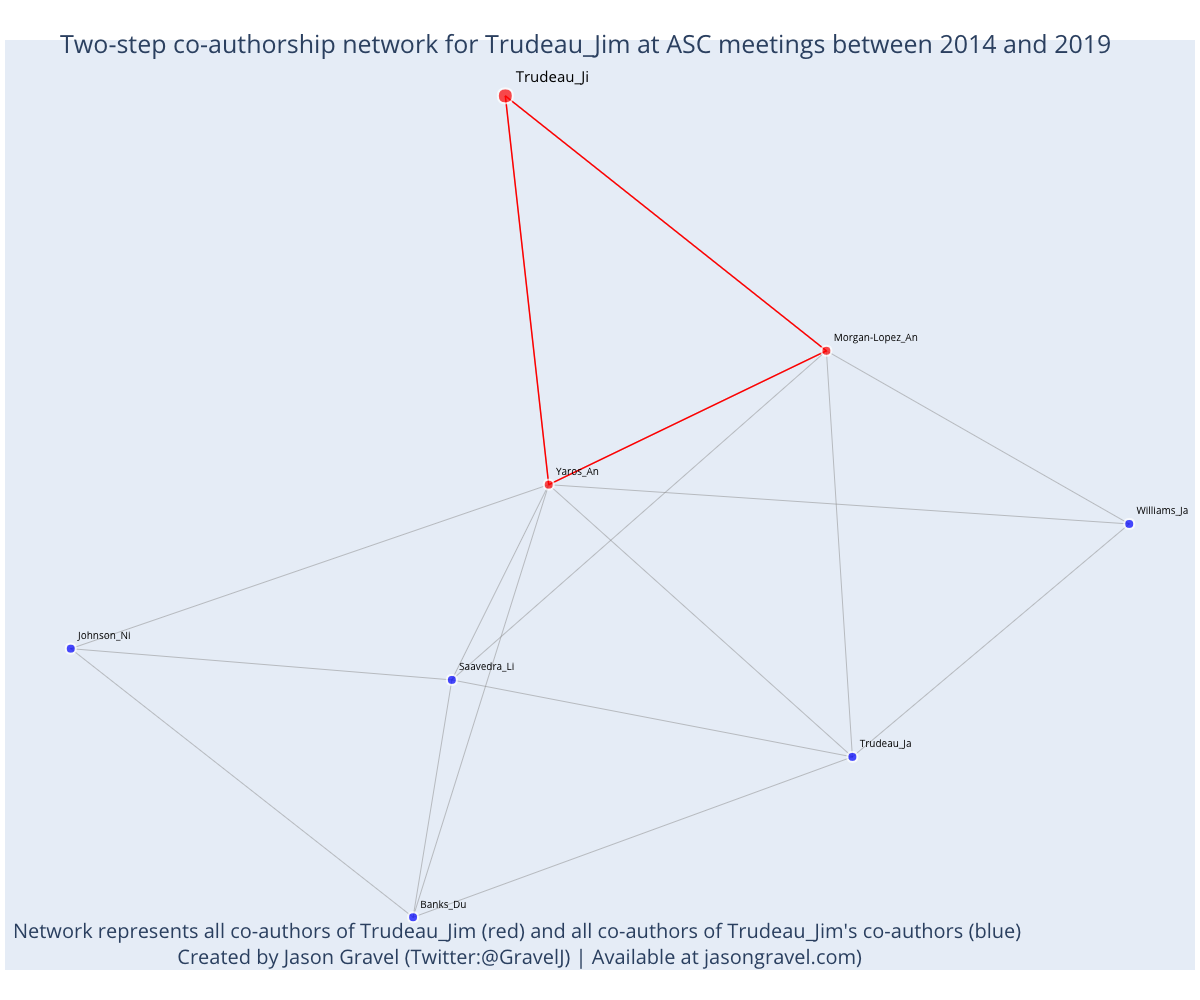 Two-step co-authorship network for Trudeau_Jim at ASC meetings between 2014 and 2019
Trudeau_Ji
Morgan-Lopez_An
Yaros_An
Williams_Ja
Johnson_Ni
Saavedra_Li
Trudeau_Ja
Banks_Du
Network represents all co-authors of Trudeau_Jim (red) and all co-authors of Trudeau_Jim's co-authors (blue)
Created by Jason Gravel (Twitter:@GravelJ) | Available at jasongravel.com)